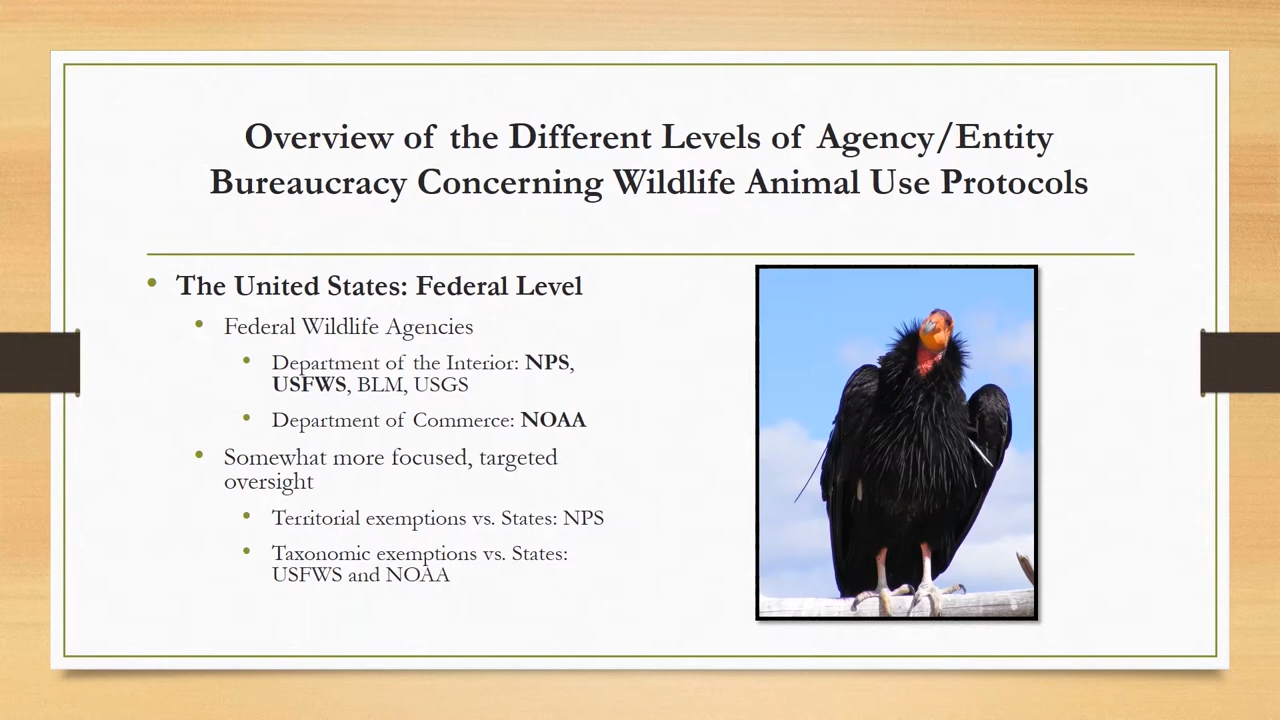 Overview of the Different Levels of Agency/Entity
Bureaucracy Concerning Wildlife Animal Use Protocols
The United States: Federal Level
Federal Wildlife Agencies
Department of the Interior: NPS,
USFWS, BLM, USGS
Department of Commerce: NOAA
Somewhat more focused, targeted
oversight
Territorial exemptions vs. States: NPS
Taxonomic exemptions vs. States:
USFWS and NOAA